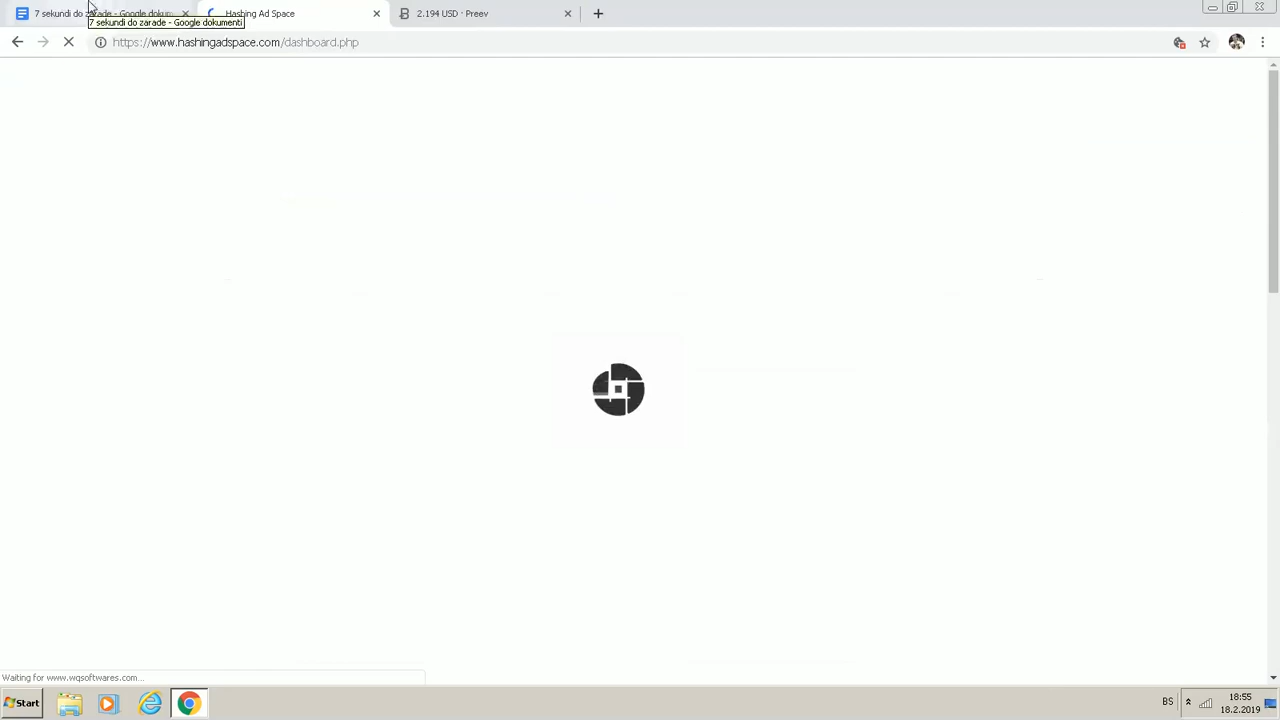 7 sekundi do zarade - Google doku
Hashing Ad Space
2.194 USD - Preev
7 sekundi do zarade - Google dokumenti
https://www.hashingadspace.com/dashboard.php
Waiting for www.wqsoftwares.com...
Start
BS
18:55
18.2.2019